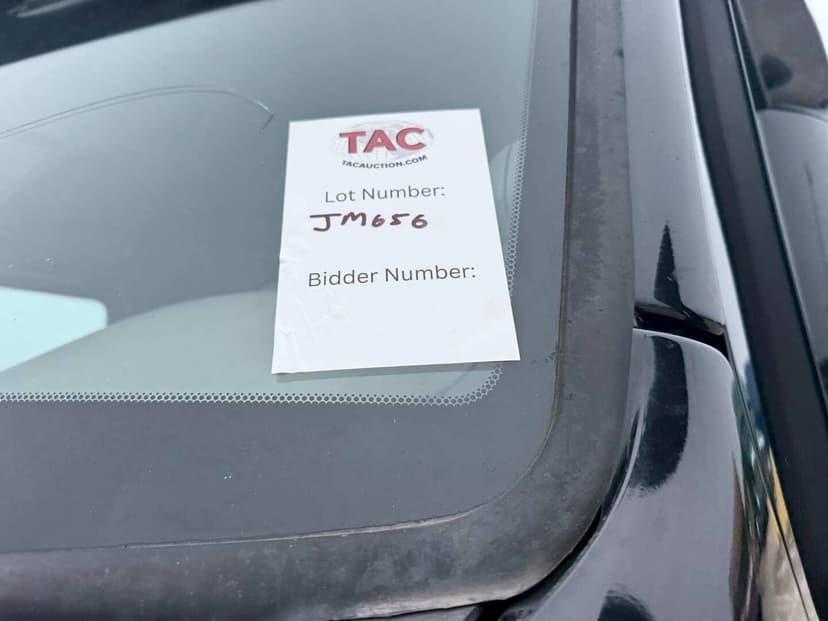 TAC
TACAUCTION.COM
Lot Number:
JM656
Bidder Number: